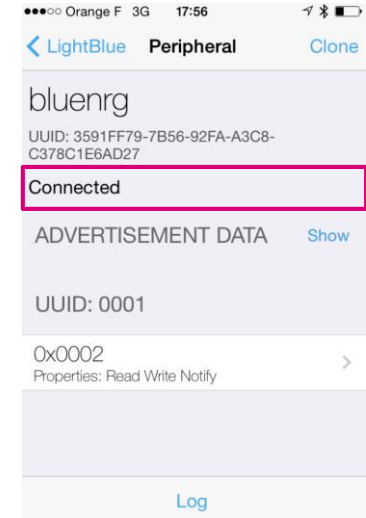 Orange F 3G 17:56
LightBlue Peripheral Clone
bluenrg
UUID: 3591FF79-7B56-92FA-A3C8-
C378C1E6AD27
Connected
ADVERTISEMENT DATA Show
UUID: 0001
0x0002
Properties: Read Write Notify
Log